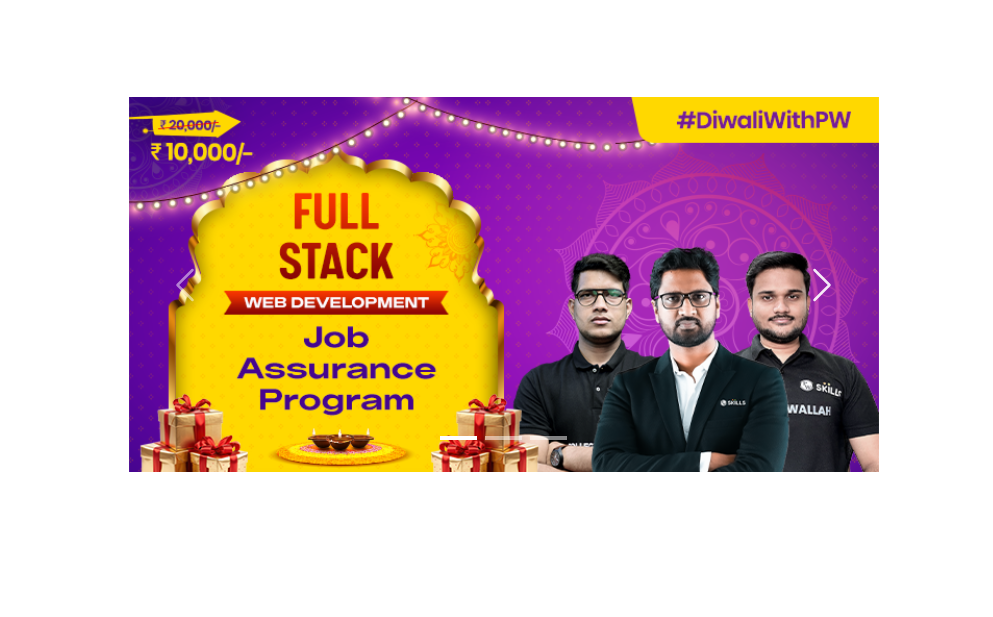 ₹ 20,000/-
₹ 10,000/-
#DiwaliWithPW
FULL
STACK
WEB DEVELOPMENT
Job
Assurance
Program
SKILLS
SKILLS
WALLAH